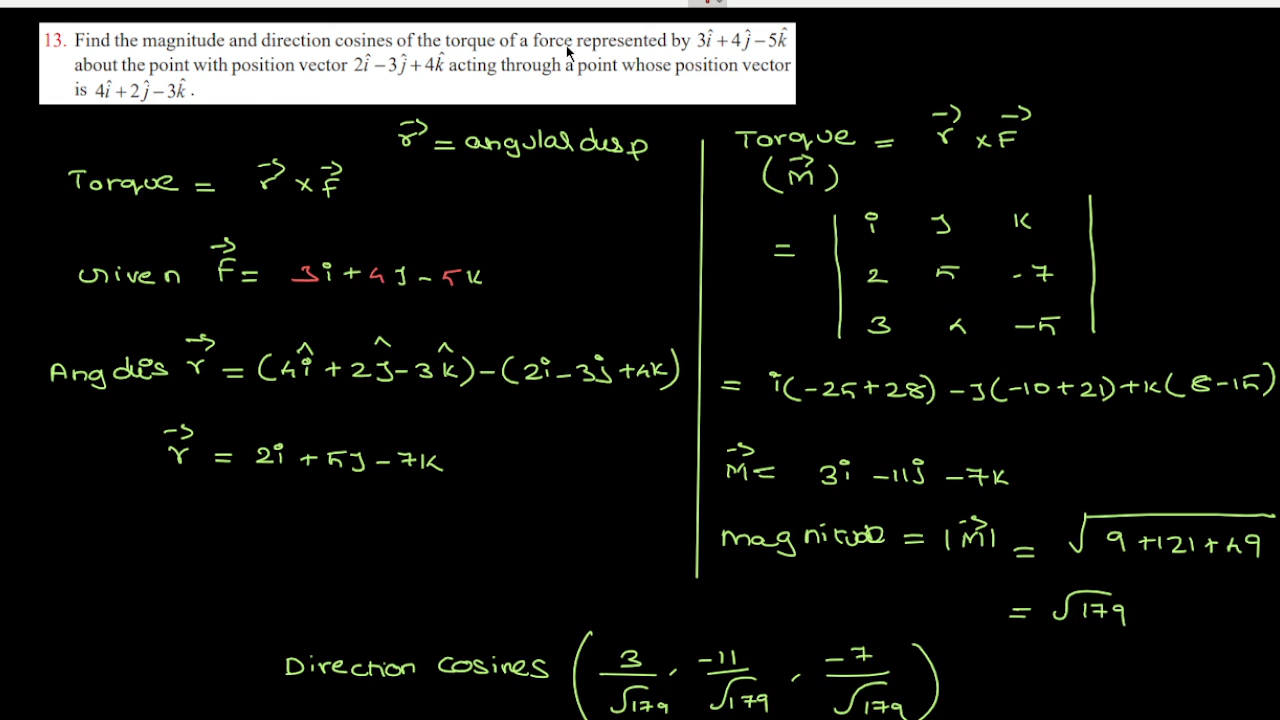 13. Find the magnitude and direction cosines of the torque of a force represented by 3î + 4ĵ − 5k̂
about the point with position vector 2î − 3ĵ + 4k̂ acting through a point whose position vector
is 4î + 2ĵ − 3k̂ .
r⃗ = angular disp
Torque = r⃗ × F⃗
Given F⃗ = 3i + 4j - 5k
Ang dis r⃗ = (4î + 2ĵ - 3k̂) - (2i - 3j + 4k)
r⃗ = 2i + 5j - 7k
Torque = r⃗ × F⃗
(M⃗)
= | i j k |
| 2 5 -7 |
| 3 4 -5 |
= i(-25+28) - j(-10+21) + k(8-15)
M⃗ = 3i - 11j - 7k
magnitude = |M⃗| = √9+121+49
= √179
Direction cosines ( 3/√179 , -11/√179 , -7/√179 )